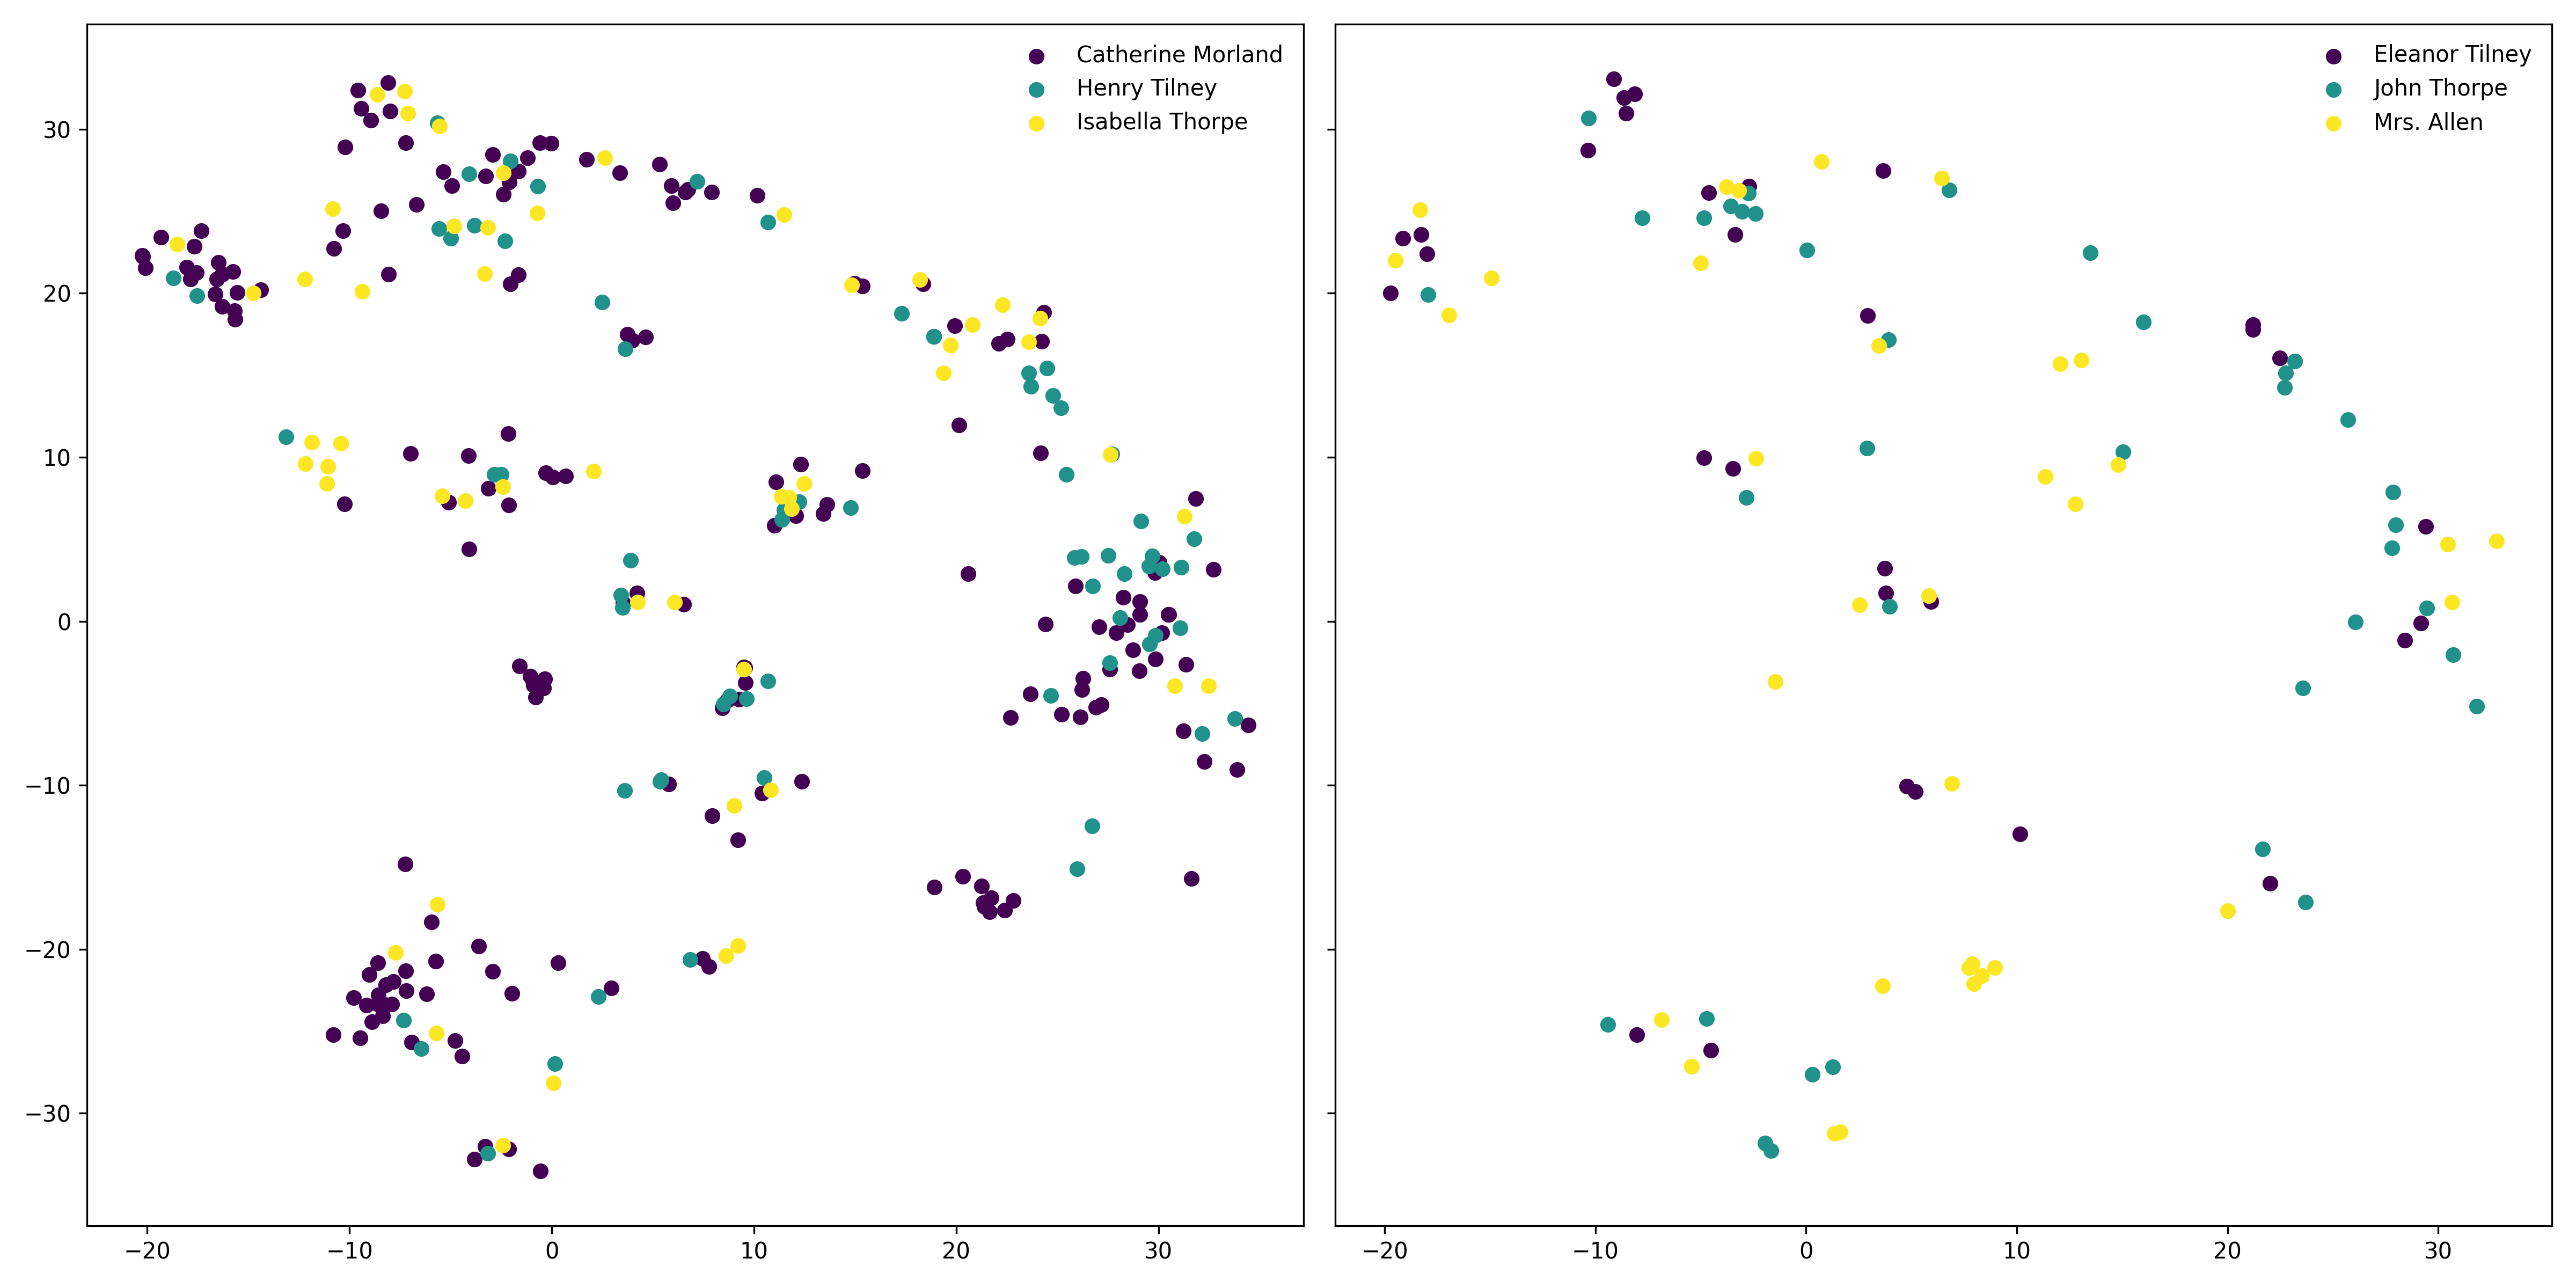 Catherine Morland
Henry Tilney
Isabella Thorpe
30
20
10
0
−10
−20
−30
−20 −10 0 10 20 30
Eleanor Tilney
John Thorpe
Mrs. Allen
−20 −10 0 10 20 30